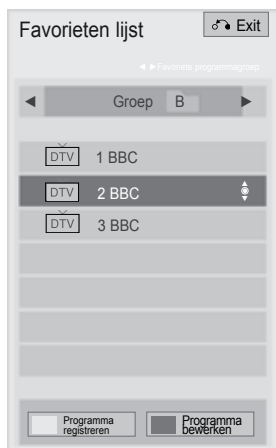 Favorieten lijst
Exit
◄ ►Favoriete programmagroep
◄ Groep B ►
DTV 1 BBC
DTV 2 BBC
DTV 3 BBC
Programma
registreren
Programma
bewerken